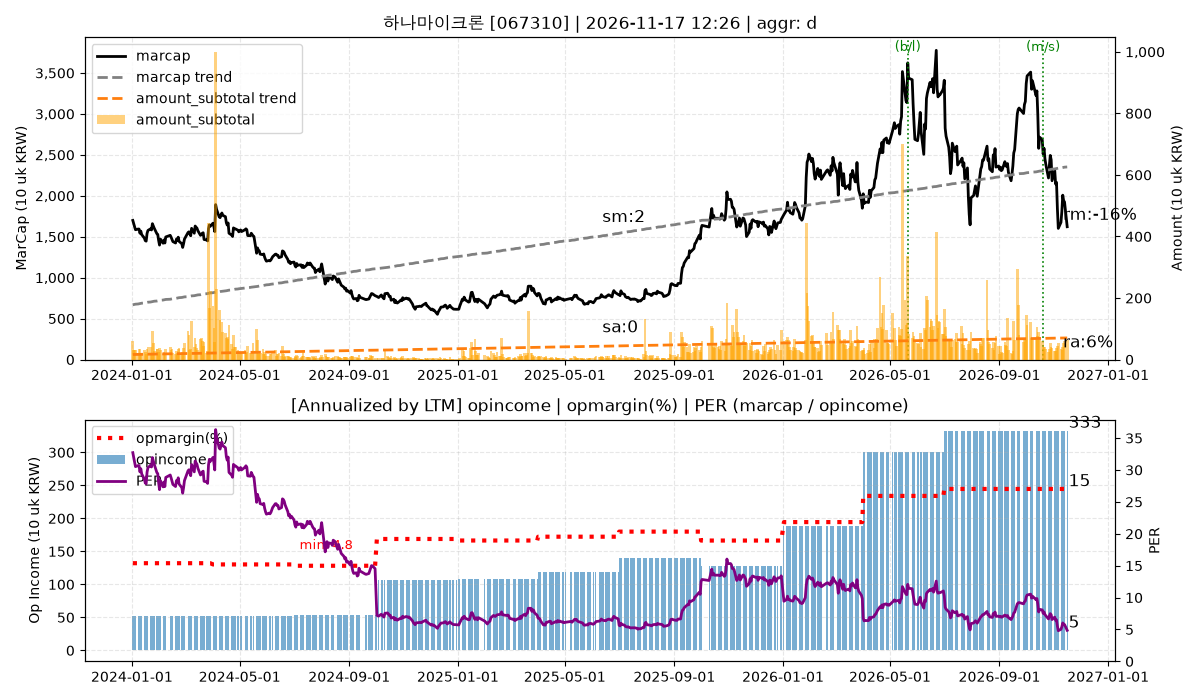 하나마이크론 [067310] | 2026-11-17 12:26 | aggr: d
(b/l)
(m/s)
marcap
marcap trend
amount_subtotal trend
amount_subtotal
3,500
3,000
2,500
2,000
1,500
1,000
500
0
MarCap (10 uk KRW)
1,000
800
600
400
200
0
Amount (10 uk KRW)
sm:2
rm:-16%
sa:0
ra:6%
2024-01-01
2024-05-01
2024-09-01
2025-01-01
2025-05-01
2025-09-01
2026-01-01
2026-05-01
2026-09-01
2027-01-01
[Annualized by LTM] opincome | opmargin(%) | PER (marcap / opincome)
opmargin(%)
opincome
PER
300
250
200
150
100
50
0
Op Income (10 uk KRW)
35
30
25
20
15
10
5
0
PER
333
15
5
2024-01-01
2024-05-01
2024-09-01
2025-01-01
2025-05-01
2025-09-01
2026-01-01
2026-05-01
2026-09-01
2027-01-01